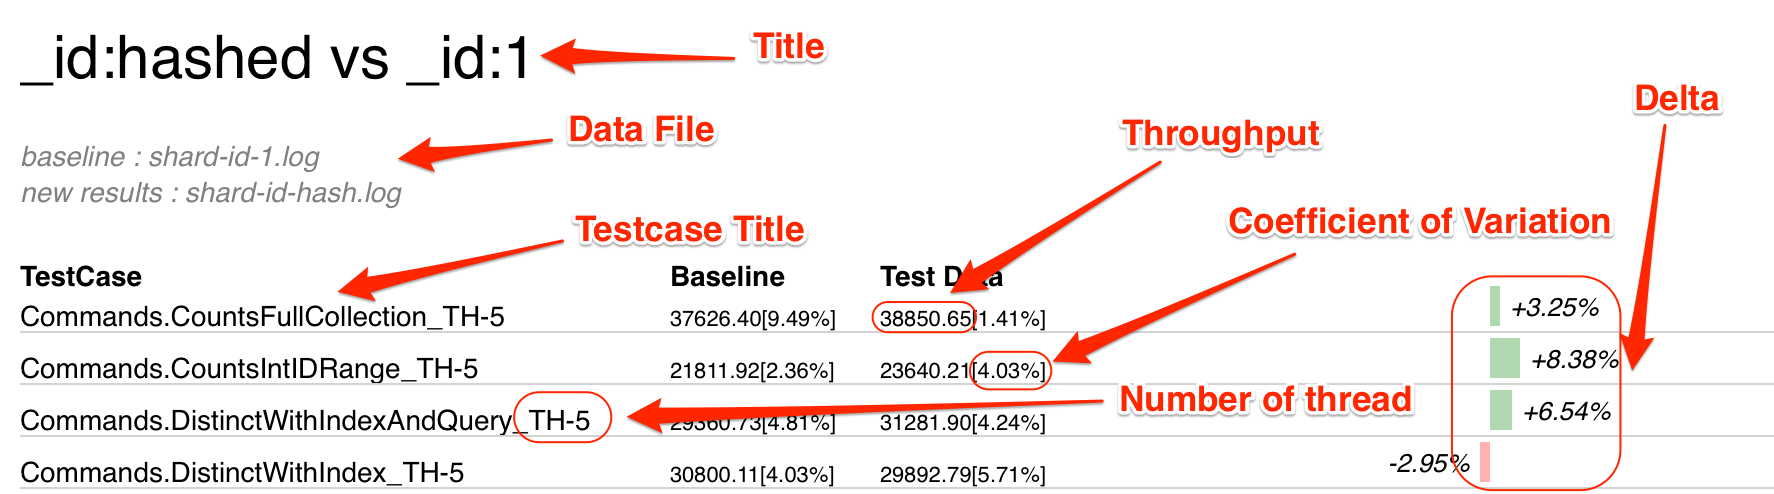 _id:hashed vs _id:1
Title
Data File
baseline : shard-id-1.log
new results : shard-id-hash.log
Throughput
Delta
Testcase Title
Coefficient of Variation
TestCase Baseline Test Data
Commands.CountsFullCollection_TH-5 37626.40[9.49%] 38850.65[1.41%] +3.25%
Commands.CountsIntIDRange_TH-5 21811.92[2.36%] 23640.21[4.03%] +8.38%
Number of thread
Commands.DistinctWithIndexAndQuery_TH-5 29360.73[4.81%] 31281.90[4.24%] +6.54%
Commands.DistinctWithIndex_TH-5 30800.11[4.03%] 29892.79[5.71%] -2.95%